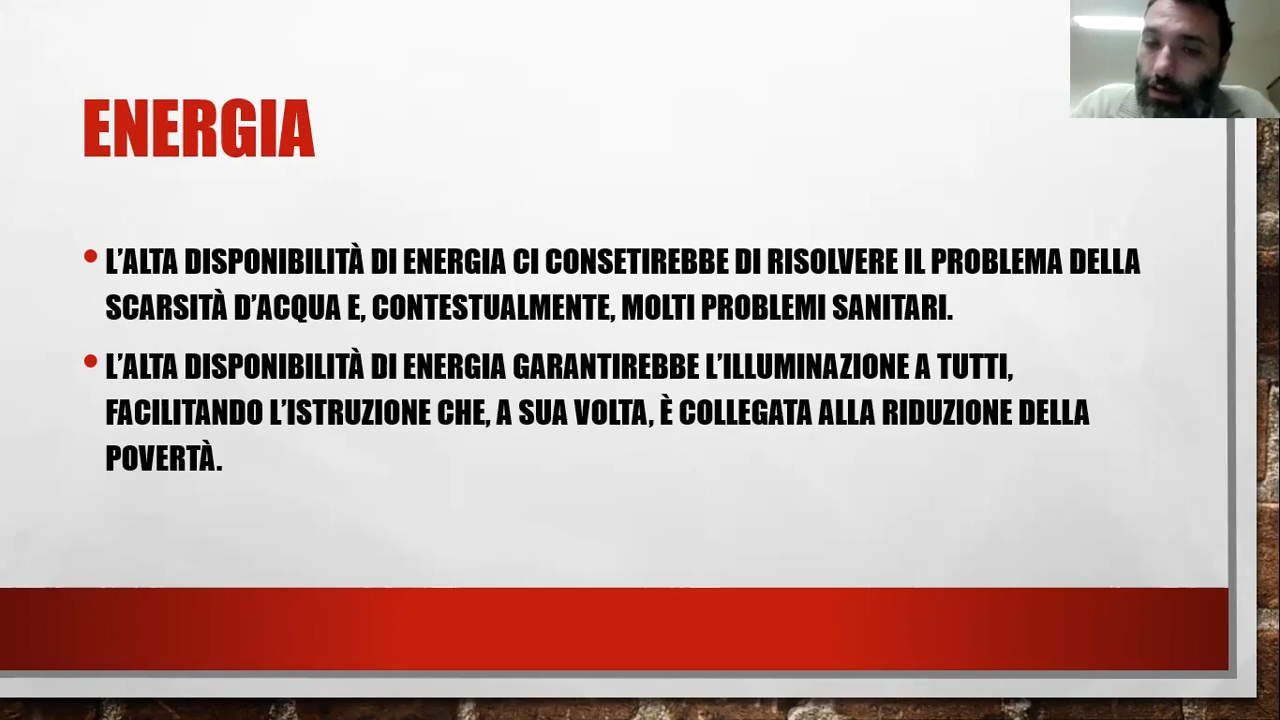 ENERGIA
L'ALTA DISPONIBILITÀ DI ENERGIA CI CONSETIREBBE DI RISOLVERE IL PROBLEMA DELLA
SCARSITÀ D'ACQUA E, CONTESTUALMENTE, MOLTI PROBLEMI SANITARI.
L'ALTA DISPONIBILITÀ DI ENERGIA GARANTIREBBE L'ILLUMINAZIONE A TUTTI,
FACILITANDO L'ISTRUZIONE CHE, A SUA VOLTA, È COLLEGATA ALLA RIDUZIONE DELLA
POVERTÀ.